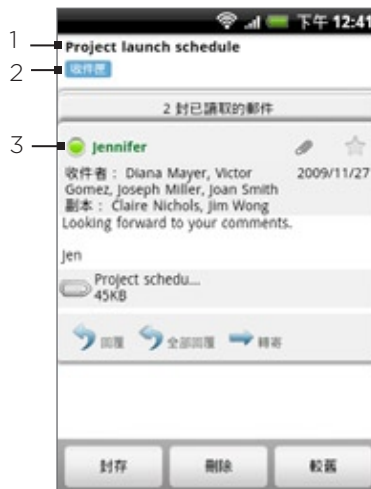 下午 12:41
1
Project launch schedule
2
收件匣
2 封已讀取的郵件
3
Jennifer
收件者： Diana Mayer, Victor Gomez, Joseph Miller, Joan Smith
2009/11/27
副本： Claire Nichols, Jim Wong
Looking forward to your comments.
Jen
Project schedu...
45KB
回覆
全部回覆
轉寄
封存
刪除
較舊